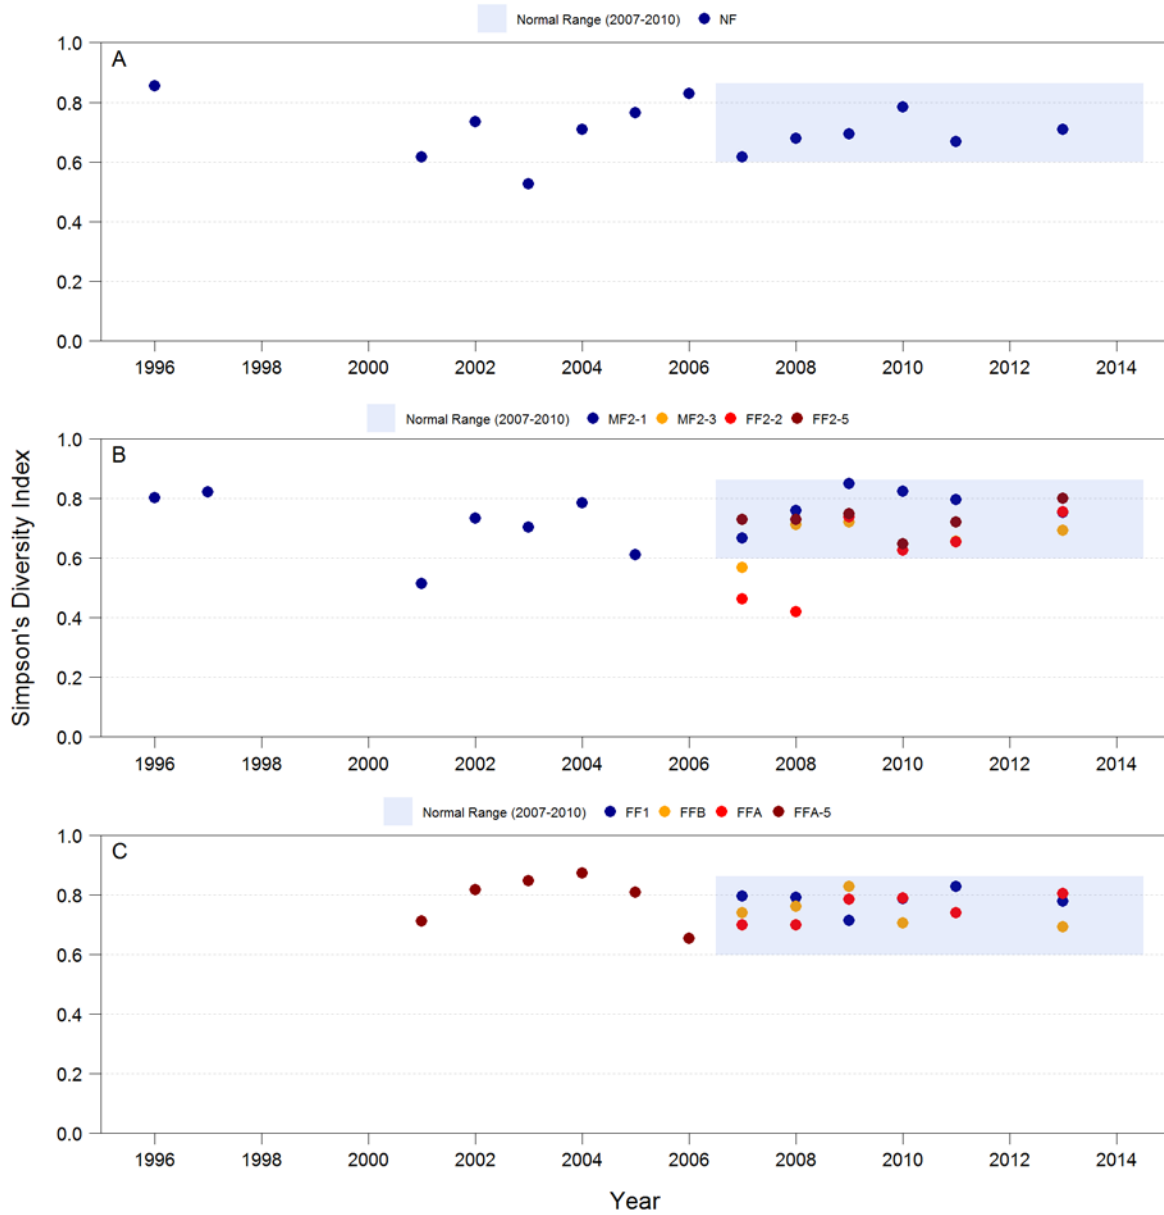 Normal Range (2007-2010) NF
A
1.0
0.8
0.6
0.4
0.2
0.0
1996 1998 2000 2002 2004 2006 2008 2010 2012 2014
Normal Range (2007-2010) MF2-1 MF2-3 FF2-2 FF2-5
B
1.0
0.8
0.6
0.4
0.2
0.0
1996 1998 2000 2002 2004 2006 2008 2010 2012 2014
Simpson's Diversity Index
Normal Range (2007-2010) FF1 FFB FFA FFA-5
C
1.0
0.8
0.6
0.4
0.2
0.0
1996 1998 2000 2002 2004 2006 2008 2010 2012 2014
Year